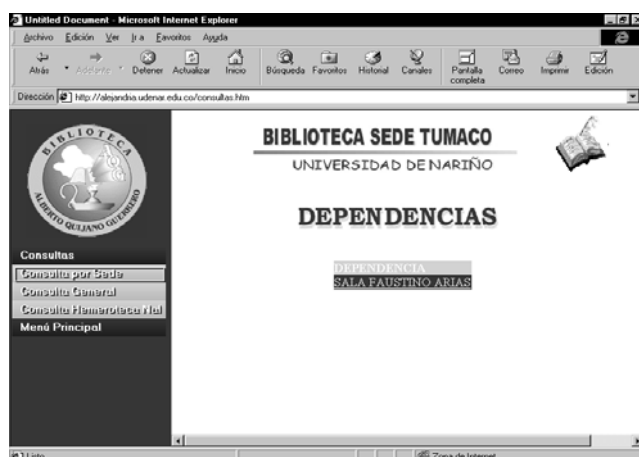 Untitled Document - Microsoft Internet Explorer
Archivo Edición Ver Ir a Favoritos Ayuda
Atrás Adelante Detener Actualizar Inicio Búsqueda Favoritos Historial Canales Pantalla completa Correo Imprimir Edición
Dirección http://alejandria.udenar.edu.co/consultas.htm
BIBLIOTECA
ALBERTO QUIJANO GUERRERO
Consultas
Consulta por Sede
Consulta General
Consulta Hemeroteca Nal
Menú Principal
BIBLIOTECA SEDE TUMACO
UNIVERSIDAD DE NARIÑO
DEPENDENCIAS
DEPENDENCIA
SALA FAUSTINO ARIAS
Listo
Zona de Internet